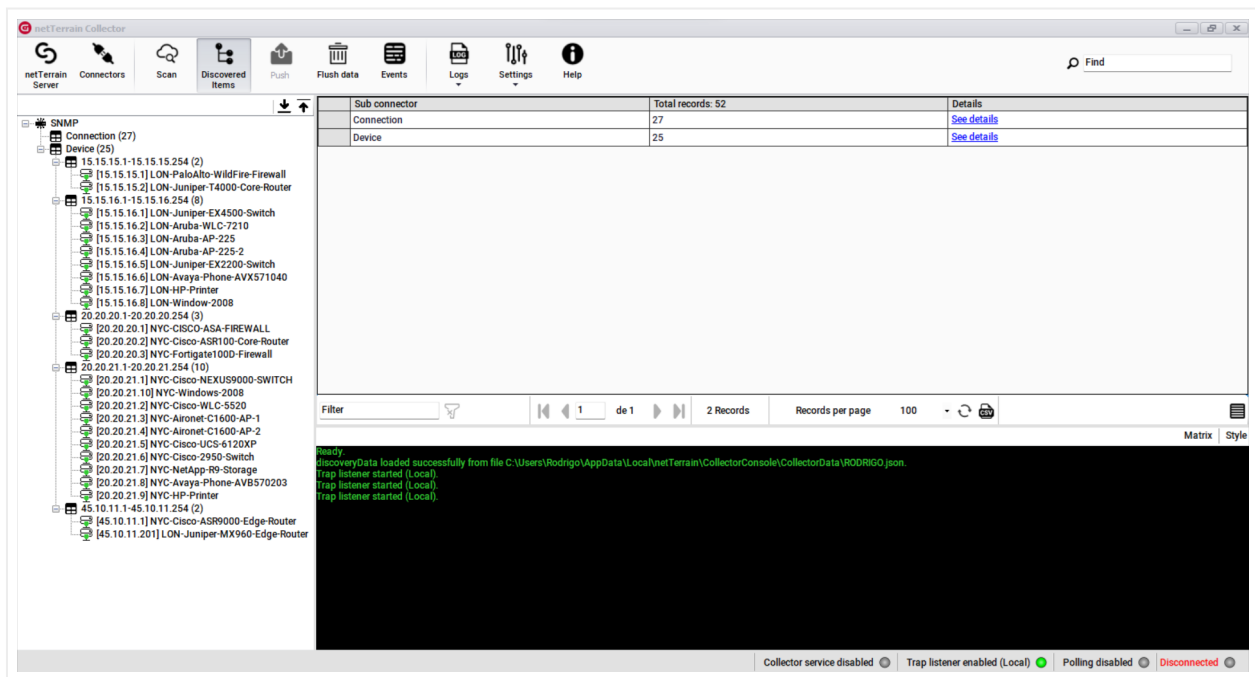 netTerrain Collector
netTerrain Server
Connectors
Scan
Discovered Items
Push
Flush data
Events
LOG
Logs
Settings
Help
Find
SNMP
Connection (27)
Device (25)
15.15.15.1-15.15.15.254 (2)
[15.15.15.1] LON-PaloAlto-WildFire-Firewall
[15.15.15.2] LON-Juniper-T4000-Core-Router
15.15.16.1-15.15.16.254 (8)
[15.15.16.1] LON-Juniper-EX4500-Switch
[15.15.16.2] LON-Aruba-WLC-7210
[15.15.16.3] LON-Aruba-AP-225
[15.15.16.4] LON-Aruba-AP-225-2
[15.15.16.5] LON-Juniper-EX2200-Switch
[15.15.16.6] LON-Avaya-Phone-AVX571040
[15.15.16.7] LON-HP-Printer
[15.15.16.8] LON-Window-2008
20.20.20.1-20.20.20.254 (3)
[20.20.20.1] NYC-CISCO-ASA-FIREWALL
[20.20.20.2] NYC-Cisco-ASR100-Core-Router
[20.20.20.3] NYC-Fortigate100D-Firewall
20.20.21.1-20.20.21.254 (10)
[20.20.21.1] NYC-Cisco-NEXUS9000-SWITCH
[20.20.21.10] NYC-Windows-2008
[20.20.21.2] NYC-Cisco-WLC-5520
[20.20.21.3] NYC-Aironet-C1600-AP-1
[20.20.21.4] NYC-Aironet-C1600-AP-2
[20.20.21.5] NYC-Cisco-UCS-6120XP
[20.20.21.6] NYC-Cisco-2950-Switch
[20.20.21.7] NYC-NetApp-R9-Storage
[20.20.21.8] NYC-Avaya-Phone-AVB570203
[20.20.21.9] NYC-HP-Printer
45.10.11.1-45.10.11.254 (2)
[45.10.11.1] NYC-Cisco-ASR9000-Edge-Router
[45.10.11.201] LON-Juniper-MX960-Edge-Router
Sub connector Total records: 52 Details
Connection 27 See details
Device 25 See details
Filter 1 de 1 2 Records Records per page 100 CSV
Matrix Style
Ready.
discoveryData loaded successfully from file C:\Users\Rodrigo\AppData\Local\netTerrain\CollectorConsole\CollectorData\RODRIGO.json.
Trap listener started (Local).
Trap listener started (Local).
Trap listener started (Local).
Collector service disabled Trap listener enabled (Local) Polling disabled Disconnected